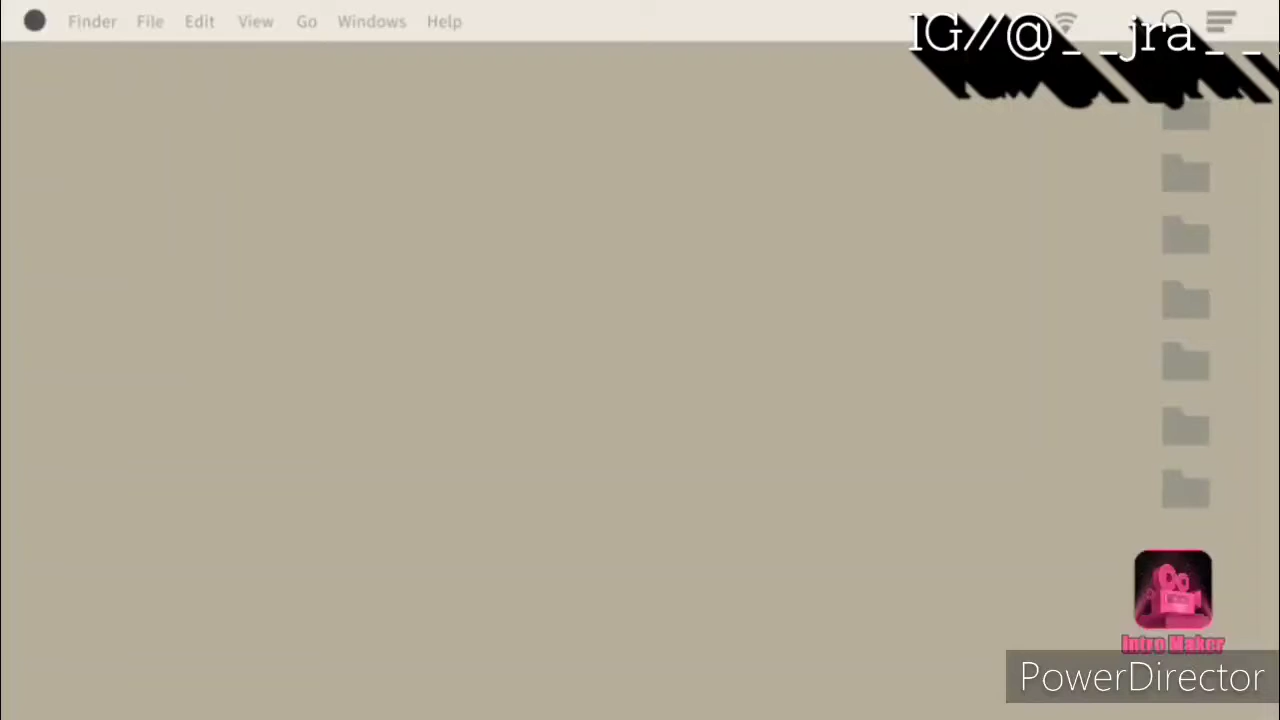 Finder File Edit View Go Windows Help
IG//@_ _jra_ _
Intro Maker
PowerDirector